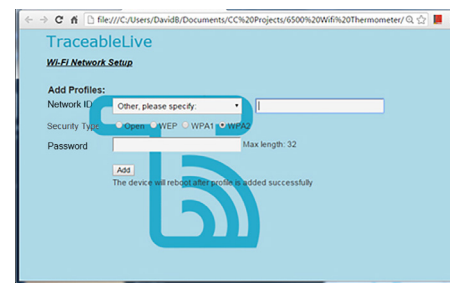 file:///C:/Users/DavidB/Documents/CC%20Projects/6500%20Wifi%20Thermometer/
TraceableLive
Wi-Fi Network Setup
Add Profiles:
Network ID Other, please specify:
Security Type Open WEP WPA1 WPA2
Password Max length: 32
Add
The device will reboot after profile is added successfully